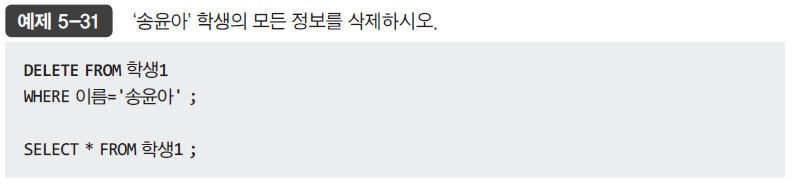 예제 5-31 ‘송윤아’ 학생의 모든 정보를 삭제하시오.
DELETE FROM 학생1
WHERE 이름='송윤아' ;
SELECT * FROM 학생1 ;